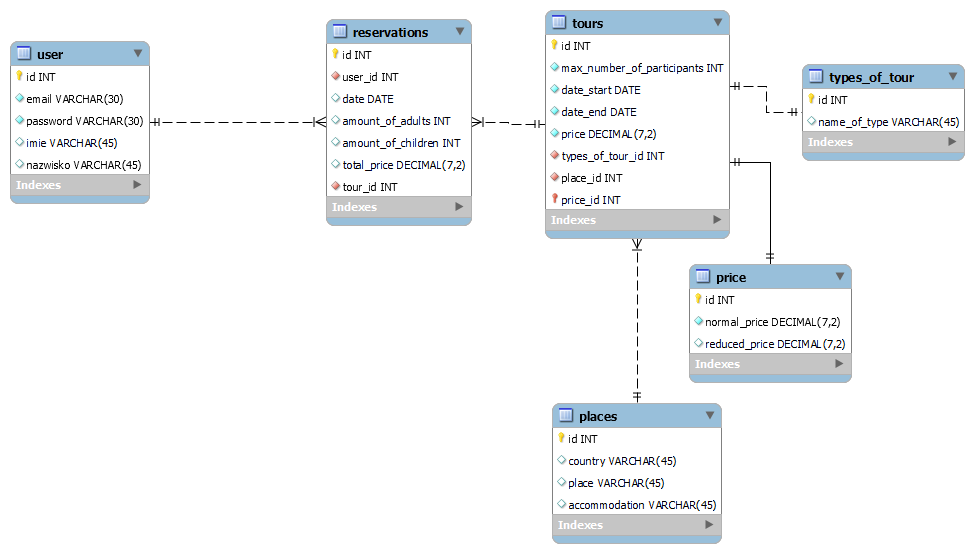 user
id INT
email VARCHAR(30)
password VARCHAR(30)
imie VARCHAR(45)
nazwisko VARCHAR(45)
Indexes
reservations
id INT
user_id INT
date DATE
amount_of_adults INT
amount_of_children INT
total_price DECIMAL(7,2)
tour_id INT
Indexes
tours
id INT
max_number_of_participants INT
date_start DATE
date_end DATE
price DECIMAL(7,2)
types_of_tour_id INT
place_id INT
price_id INT
Indexes
types_of_tour
id INT
name_of_type VARCHAR(45)
Indexes
price
id INT
normal_price DECIMAL(7,2)
reduced_price DECIMAL(7,2)
Indexes
places
id INT
country VARCHAR(45)
place VARCHAR(45)
accommodation VARCHAR(45)
Indexes